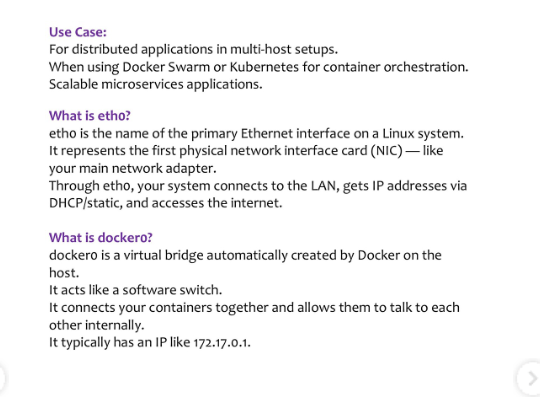 Use Case:
For distributed applications in multi-host setups.
When using Docker Swarm or Kubernetes for container orchestration.
Scalable microservices applications.
What is eth0?
eth0 is the name of the primary Ethernet interface on a Linux system.
It represents the first physical network interface card (NIC) — like
your main network adapter.
Through eth0, your system connects to the LAN, gets IP addresses via
DHCP/static, and accesses the internet.
What is docker0?
docker0 is a virtual bridge automatically created by Docker on the
host.
It acts like a software switch.
It connects your containers together and allows them to talk to each
other internally.
It typically has an IP like 172.17.0.1.